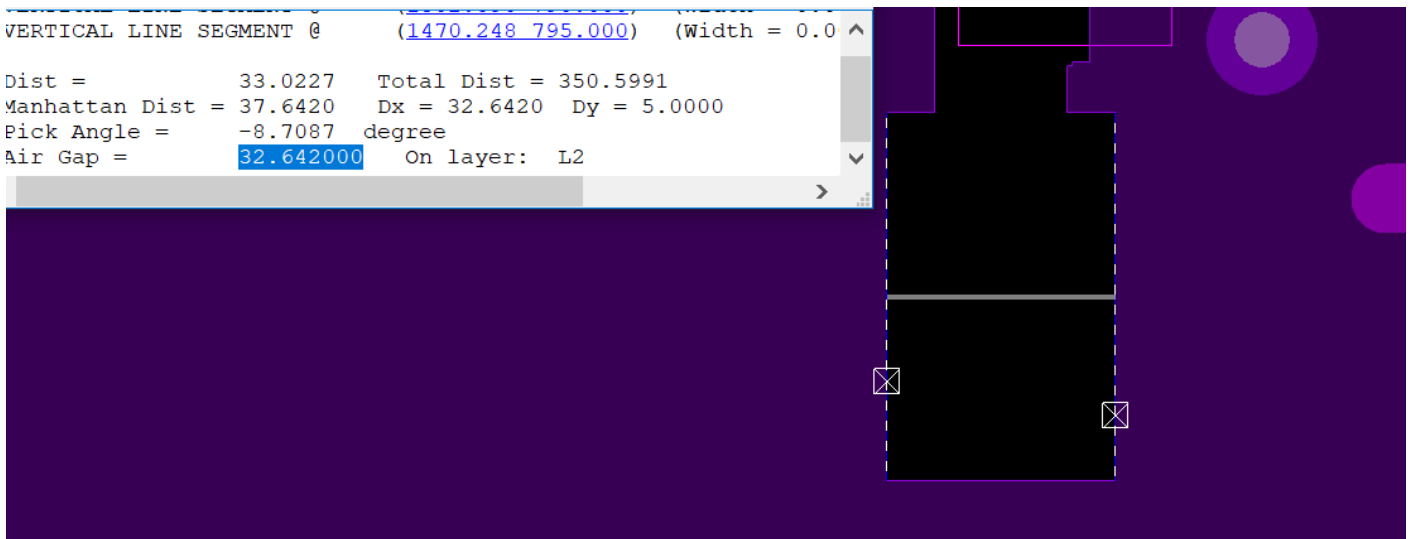 VERTICAL LINE SEGMENT @ (1470.248 795.000) (Width = 0.0
Dist = 33.0227 Total Dist = 350.5991
Manhattan Dist = 37.6420 Dx = 32.6420 Dy = 5.0000
Pick Angle = -8.7087 degree
Air Gap = 32.642000 On layer: L2